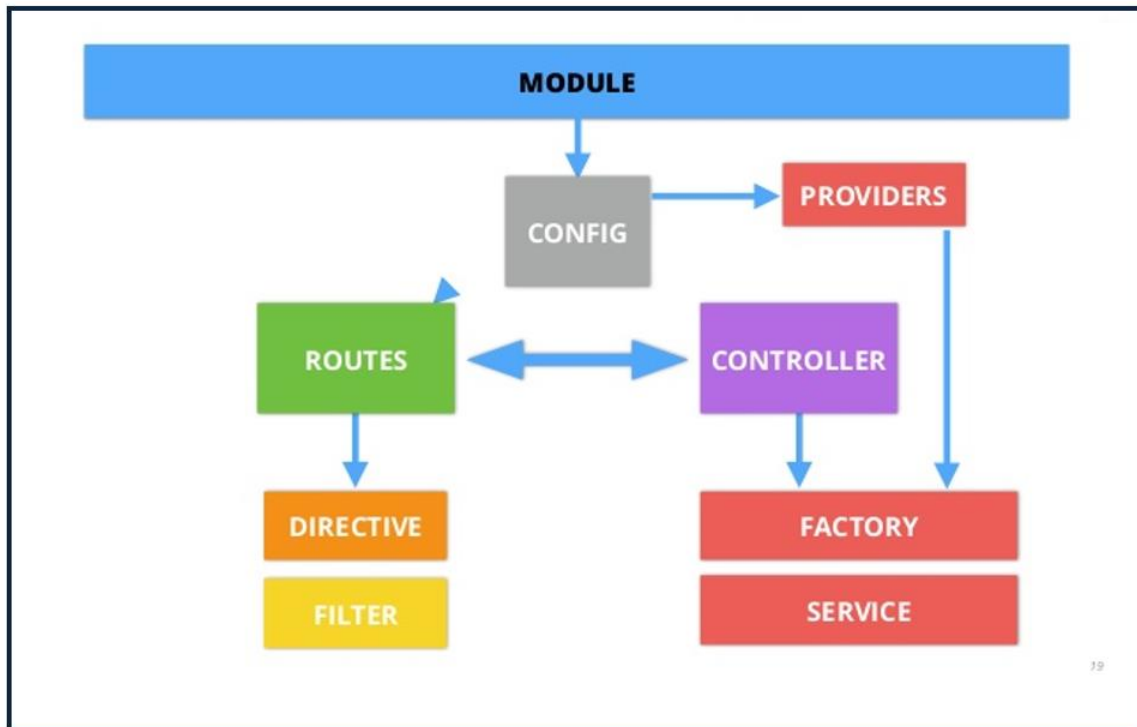 MODULE
PROVIDERS
CONFIG
ROUTES
CONTROLLER
DIRECTIVE
FACTORY
FILTER
SERVICE
19